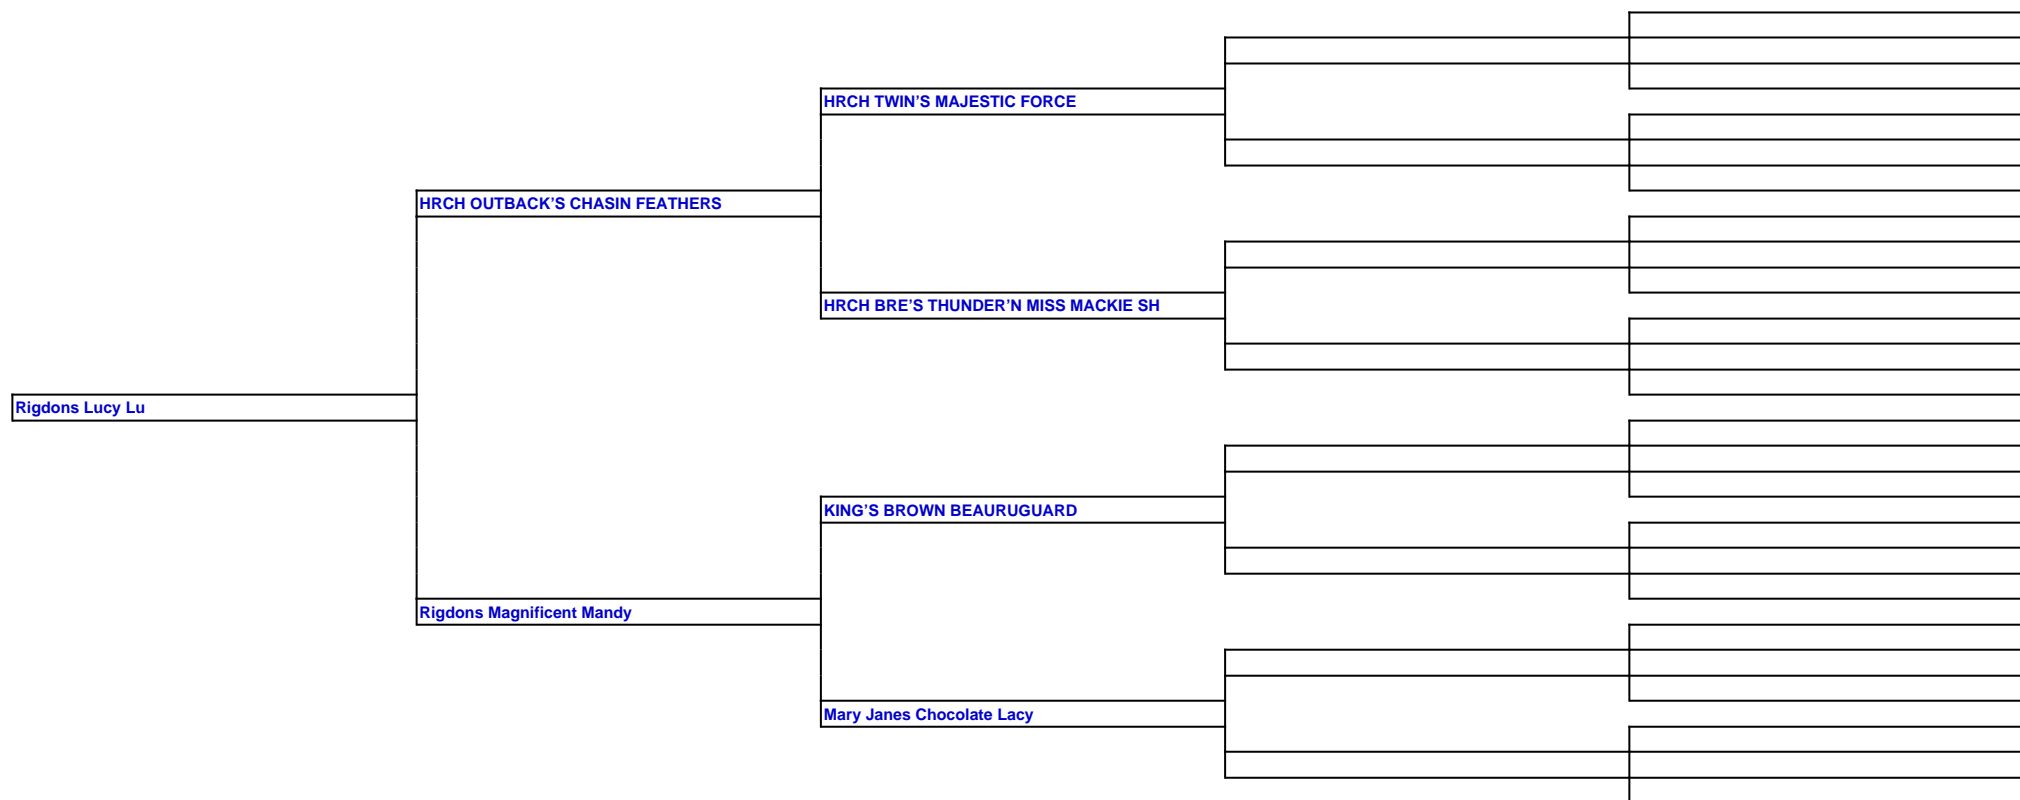 HRCH TWIN’S MAJESTIC FORCE
HRCH OUTBACK’S CHASIN FEATHERS
HRCH BRE’S THUNDER’N MISS MACKIE SH
Rigdons Lucy Lu
KING’S BROWN BEAURUGUARD
Rigdons Magnificent Mandy
Mary Janes Chocolate Lacy